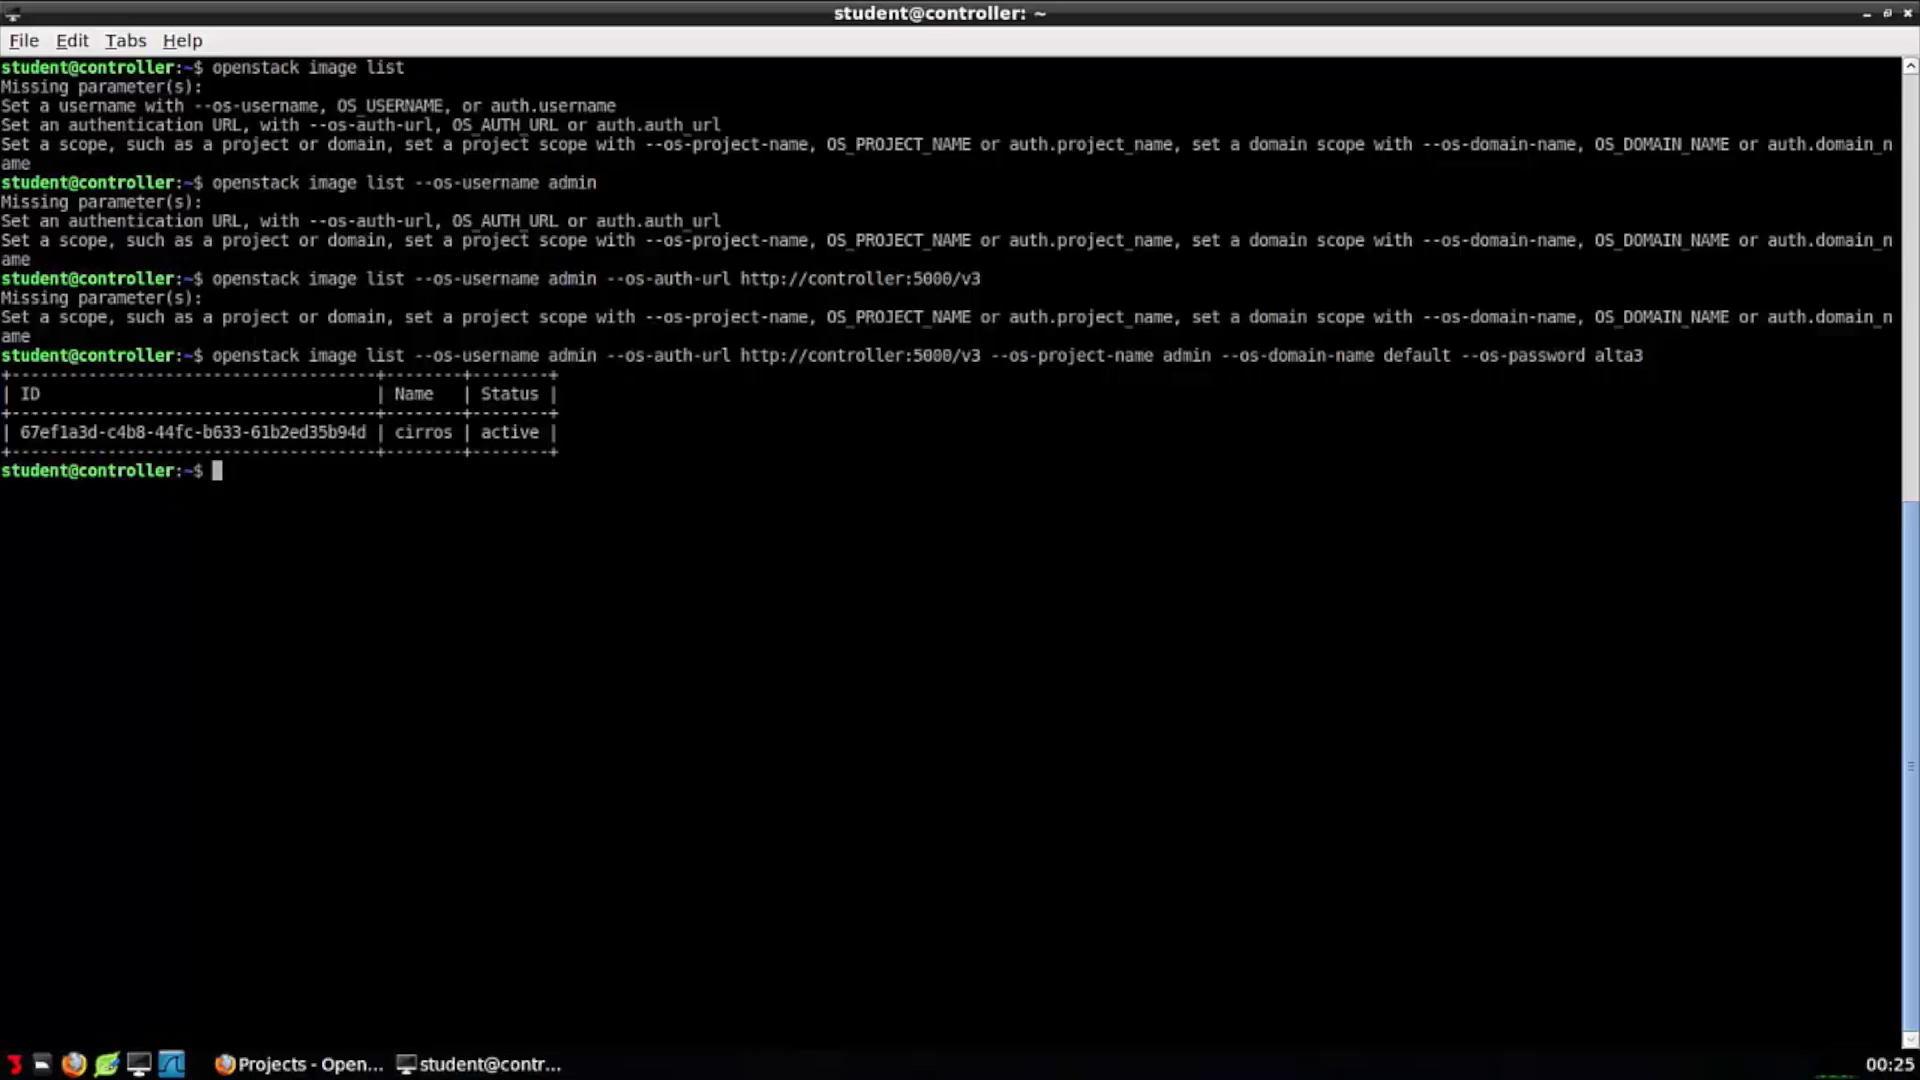 student@controller: ~
File Edit Tabs Help
student@controller:~$ openstack image list
Missing parameter(s):
Set a username with --os-username, OS_USERNAME, or auth.username
Set an authentication URL, with --os-auth-url, OS_AUTH_URL or auth.auth_url
Set a scope, such as a project or domain, set a project scope with --os-project-name, OS_PROJECT_NAME or auth.project_name, set a domain scope with --os-domain-name, OS_DOMAIN_NAME or auth.domain_n
ame
student@controller:~$ openstack image list --os-username admin
Missing parameter(s):
Set an authentication URL, with --os-auth-url, OS_AUTH_URL or auth.auth_url
Set a scope, such as a project or domain, set a project scope with --os-project-name, OS_PROJECT_NAME or auth.project_name, set a domain scope with --os-domain-name, OS_DOMAIN_NAME or auth.domain_n
ame
student@controller:~$ openstack image list --os-username admin --os-auth-url http://controller:5000/v3
Missing parameter(s):
Set a scope, such as a project or domain, set a project scope with --os-project-name, OS_PROJECT_NAME or auth.project_name, set a domain scope with --os-domain-name, OS_DOMAIN_NAME or auth.domain_n
ame
student@controller:~$ openstack image list --os-username admin --os-auth-url http://controller:5000/v3 --os-project-name admin --os-domain-name default --os-password alta3
+--------------------------------------+--------+--------+
| ID                                   | Name   | Status |
+--------------------------------------+--------+--------+
| 67ef1a3d-c4b8-44fc-b633-61b2ed35b94d | cirros | active |
+--------------------------------------+--------+--------+
student@controller:~$
Projects - Open... student@contr... 00:25